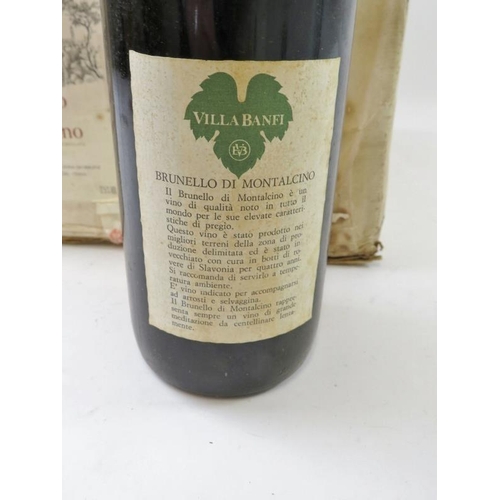 VILLA BANFI
BRUNELLO DI MONTALCINO
Il Brunello di Montalcino è un
vino di qualità noto in tutto il
mondo per le sue elevate caratteri-
stiche di pregio.
Questo vino è stato prodotto nei
migliori terreni della zona di pro-
duzione delimitata ed è stato in-
vecchiato con cura in botti di ro-
vere di Slavonia per quattro anni.
Si raccomanda di servirlo a tempe-
ratura ambiente.
E' vino indicato per accompagnarsi
ad arrosti e selvaggina.
Il Brunello di Montalcino rappre-
senta sempre un vino di grande
meditazione da centellinare lenta-
mente.